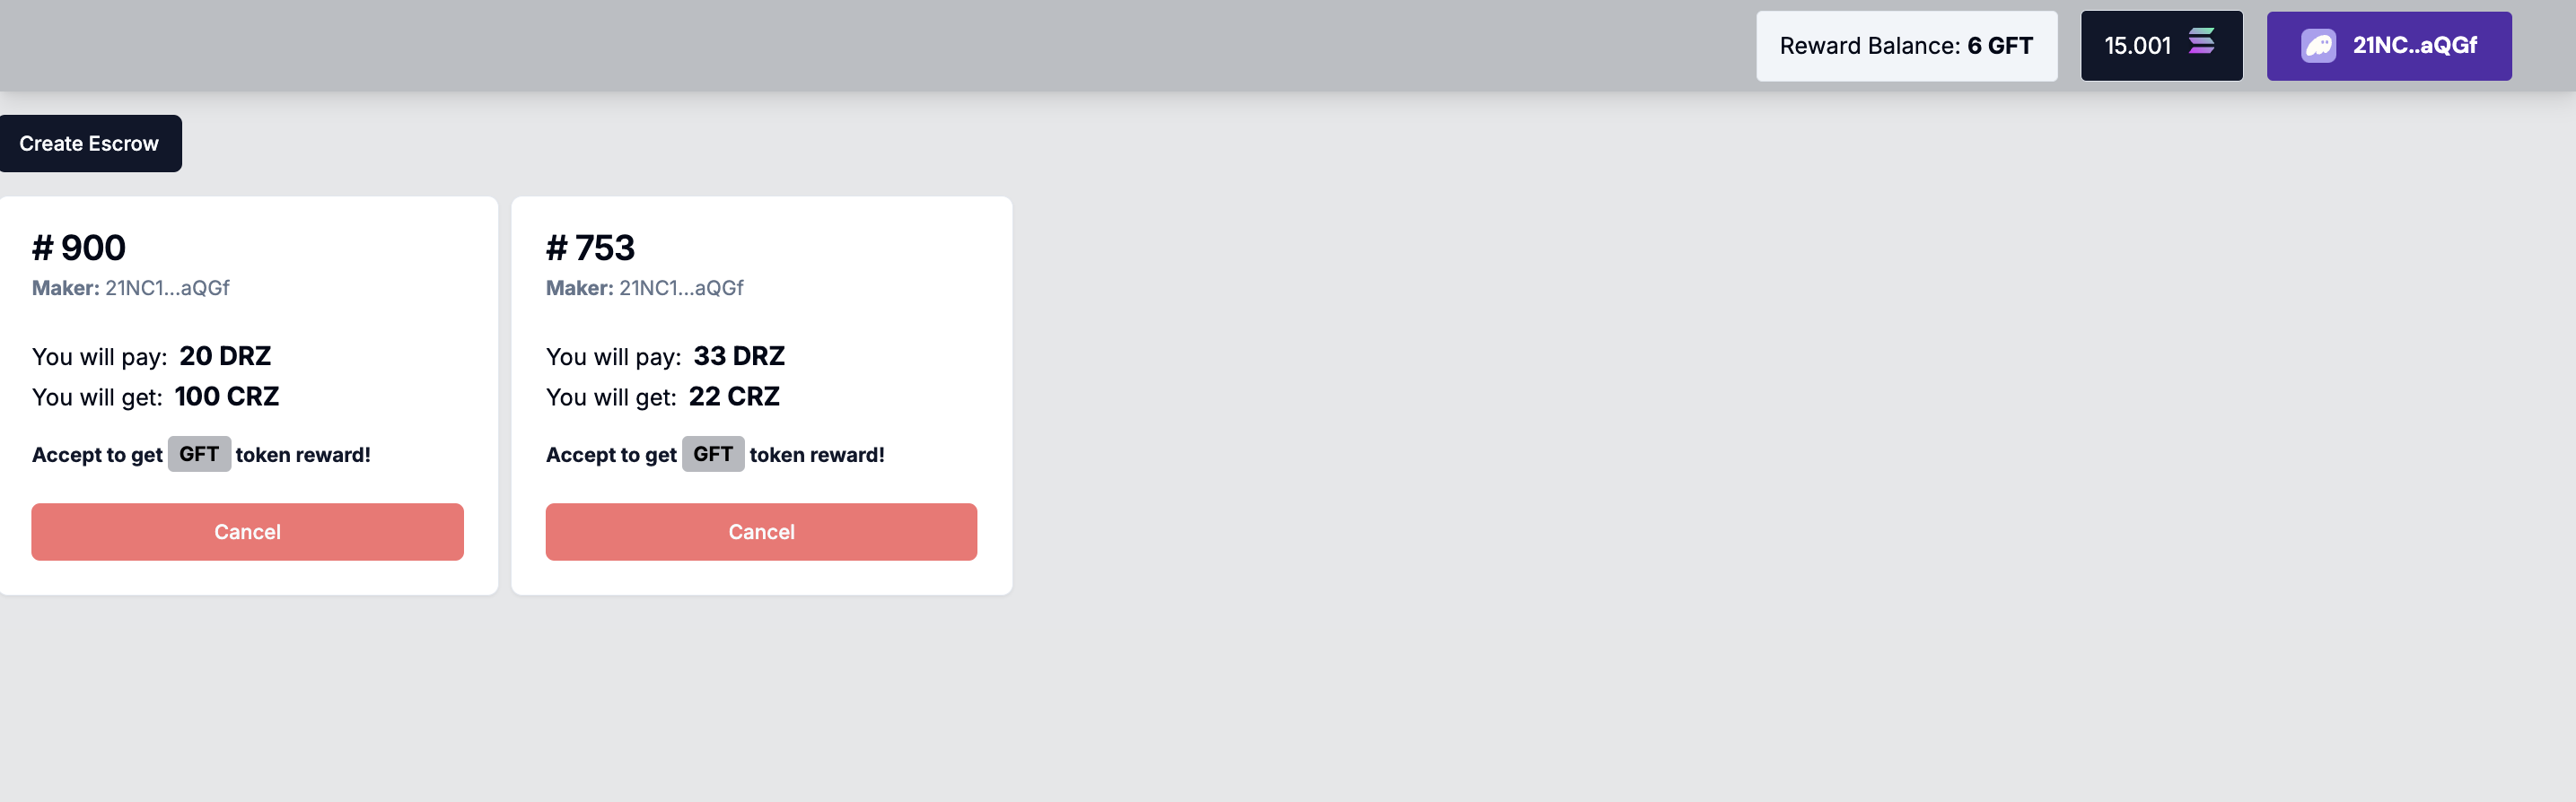 Reward Balance: 6 GFT
15.001
21NC..aQGf
Create Escrow
# 900
Maker: 21NC1...aQGf
You will pay: 20 DRZ
You will get: 100 CRZ
Accept to get GFT token reward!
Cancel
# 753
Maker: 21NC1...aQGf
You will pay: 33 DRZ
You will get: 22 CRZ
Accept to get GFT token reward!
Cancel